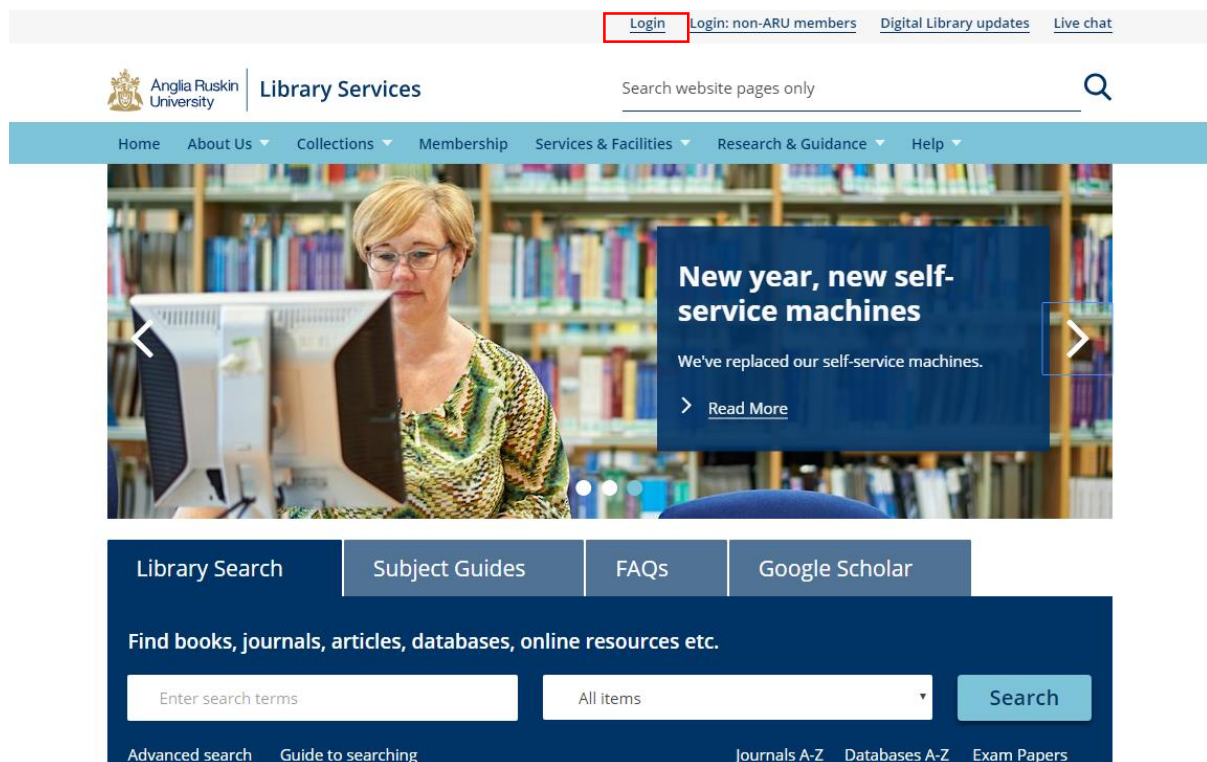 Login Login: non-ARU members Digital Library updates Live chat
Anglia Ruskin
University
Library Services
Search website pages only
Home About Us Collections Membership Services & Facilities Research & Guidance Help
New year, new self-
service machines
We've replaced our self-service machines.
Read More
Library Search Subject Guides FAQs Google Scholar
Find books, journals, articles, databases, online resources etc.
Enter search terms All items Search
Advanced search Guide to searching Journals A-Z Databases A-Z Exam Papers